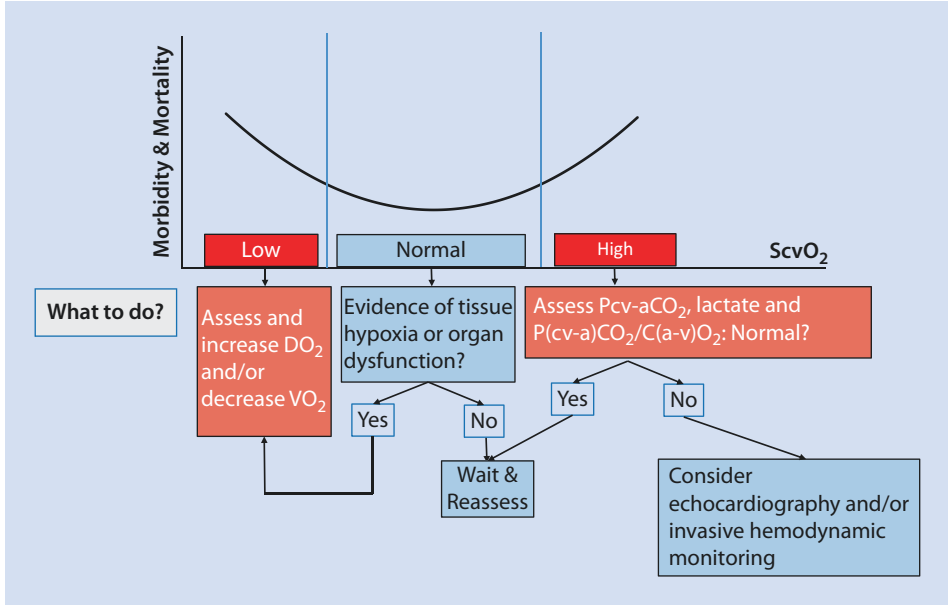 Morbidity & Mortality
Low
Normal
High
ScvO₂
What to do?
Assess and
increase DO₂
and/or
decrease VO₂
Evidence of tissue
hypoxia or organ
dysfunction?
Assess Pcv-aCO₂, lactate and
P(cv-a)CO₂/C(a-v)O₂: Normal?
Yes
No
Yes
No
Wait &
Reassess
Consider
echocardiography and/or
invasive hemodynamic
monitoring